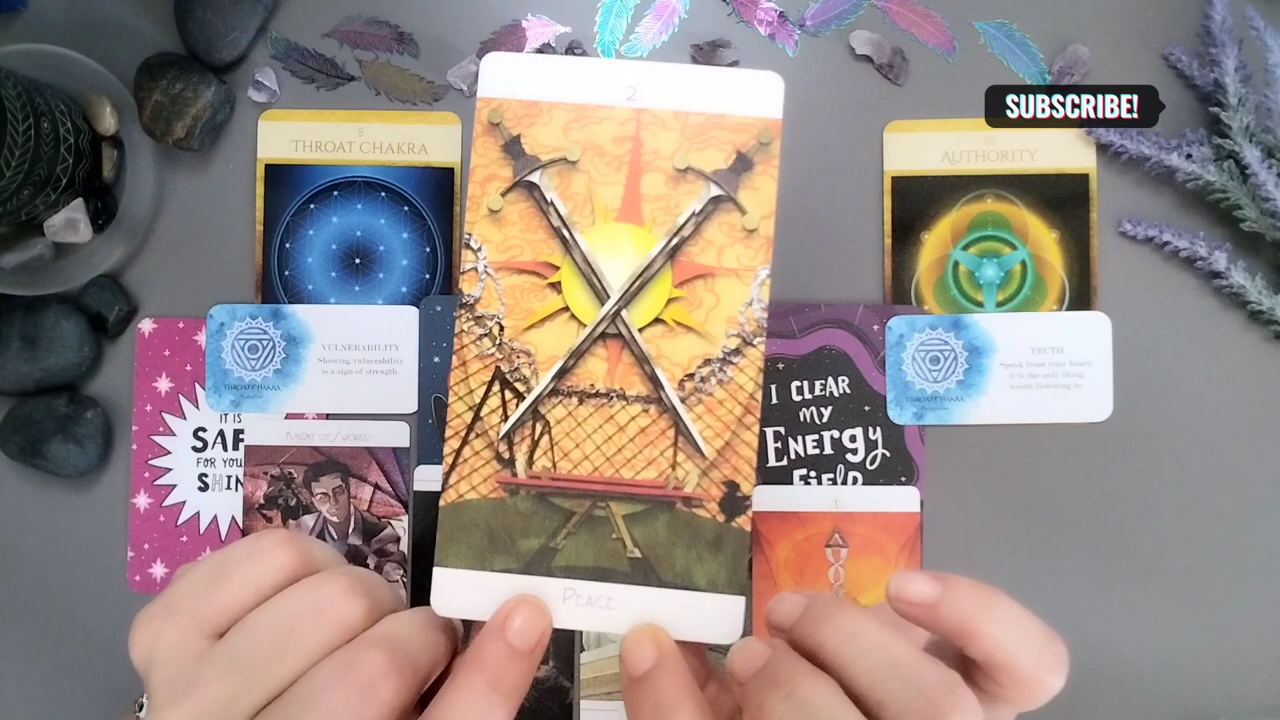 SUBSCRIBE!
2
5
THROAT CHAKRA
10
AUTHORITY
VULNERABILITY
Showing vulnerability
is a sign of strength.
THROAT CHAKRA
TRUTH
Speak from your heart,
it is the only thing
worth listening to.
THROAT CHAKRA
IT IS
SAF
FOR YOU
SHIN
KNIGHT OF SWORDS
I CLEAR
MY
ENERGY
FIELD
PEACE